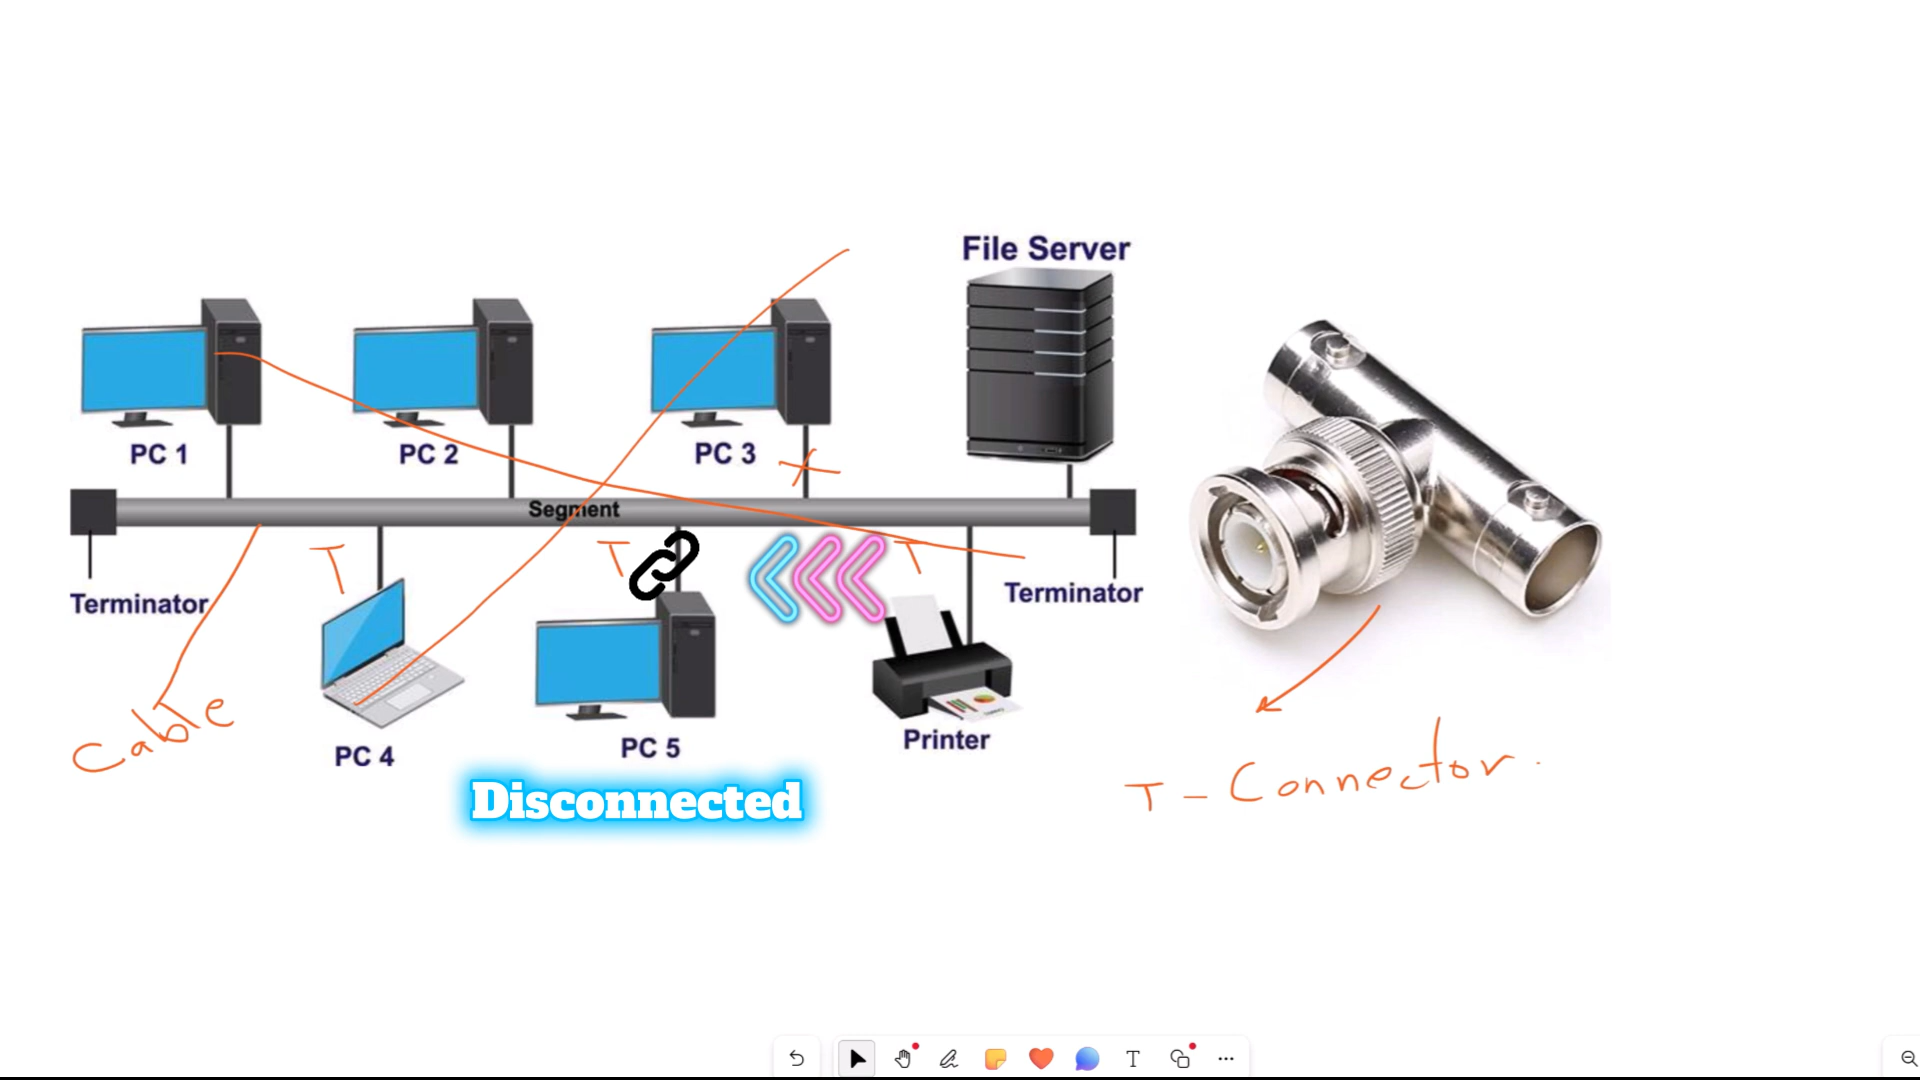 File Server
PC 1
PC 2
PC 3
Segment
T
T
T
Terminator
Terminator
Cable
PC 4
PC 5
Printer
Disconnected
T - Connector.
T